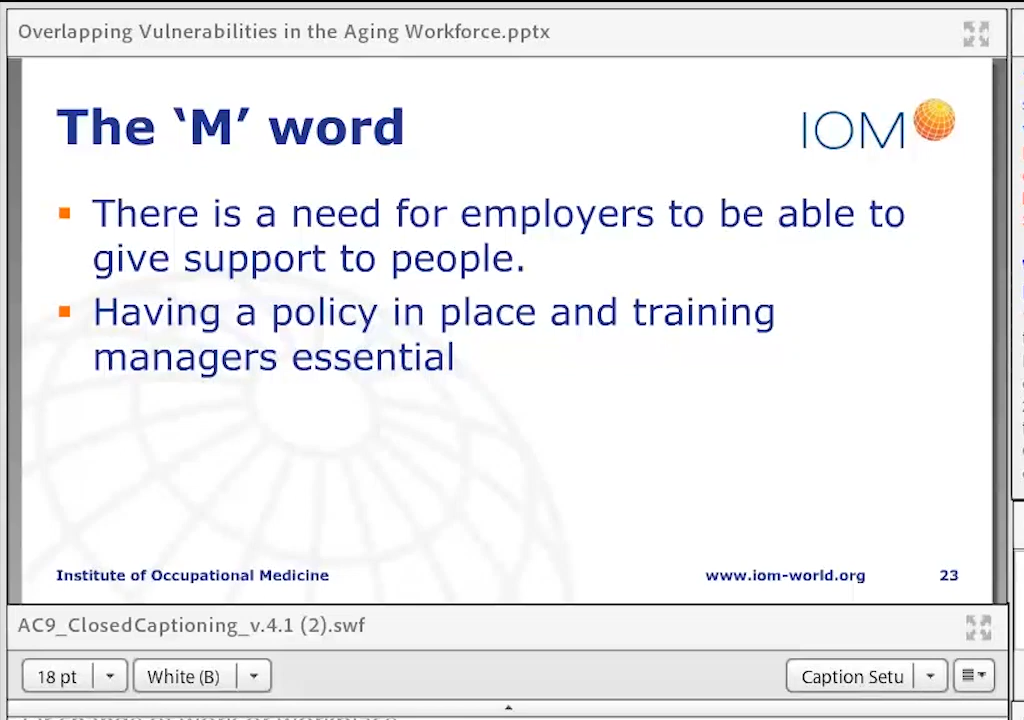 Overlapping Vulnerabilities in the Aging Workforce.pptx
The ‘M’ word
IOM
There is a need for employers to be able to
give support to people.
Having a policy in place and training
managers essential
Institute of Occupational Medicine
www.iom-world.org
23
AC9_ClosedCaptioning_v.4.1 (2).swf
18 pt
White (B)
Caption Setu